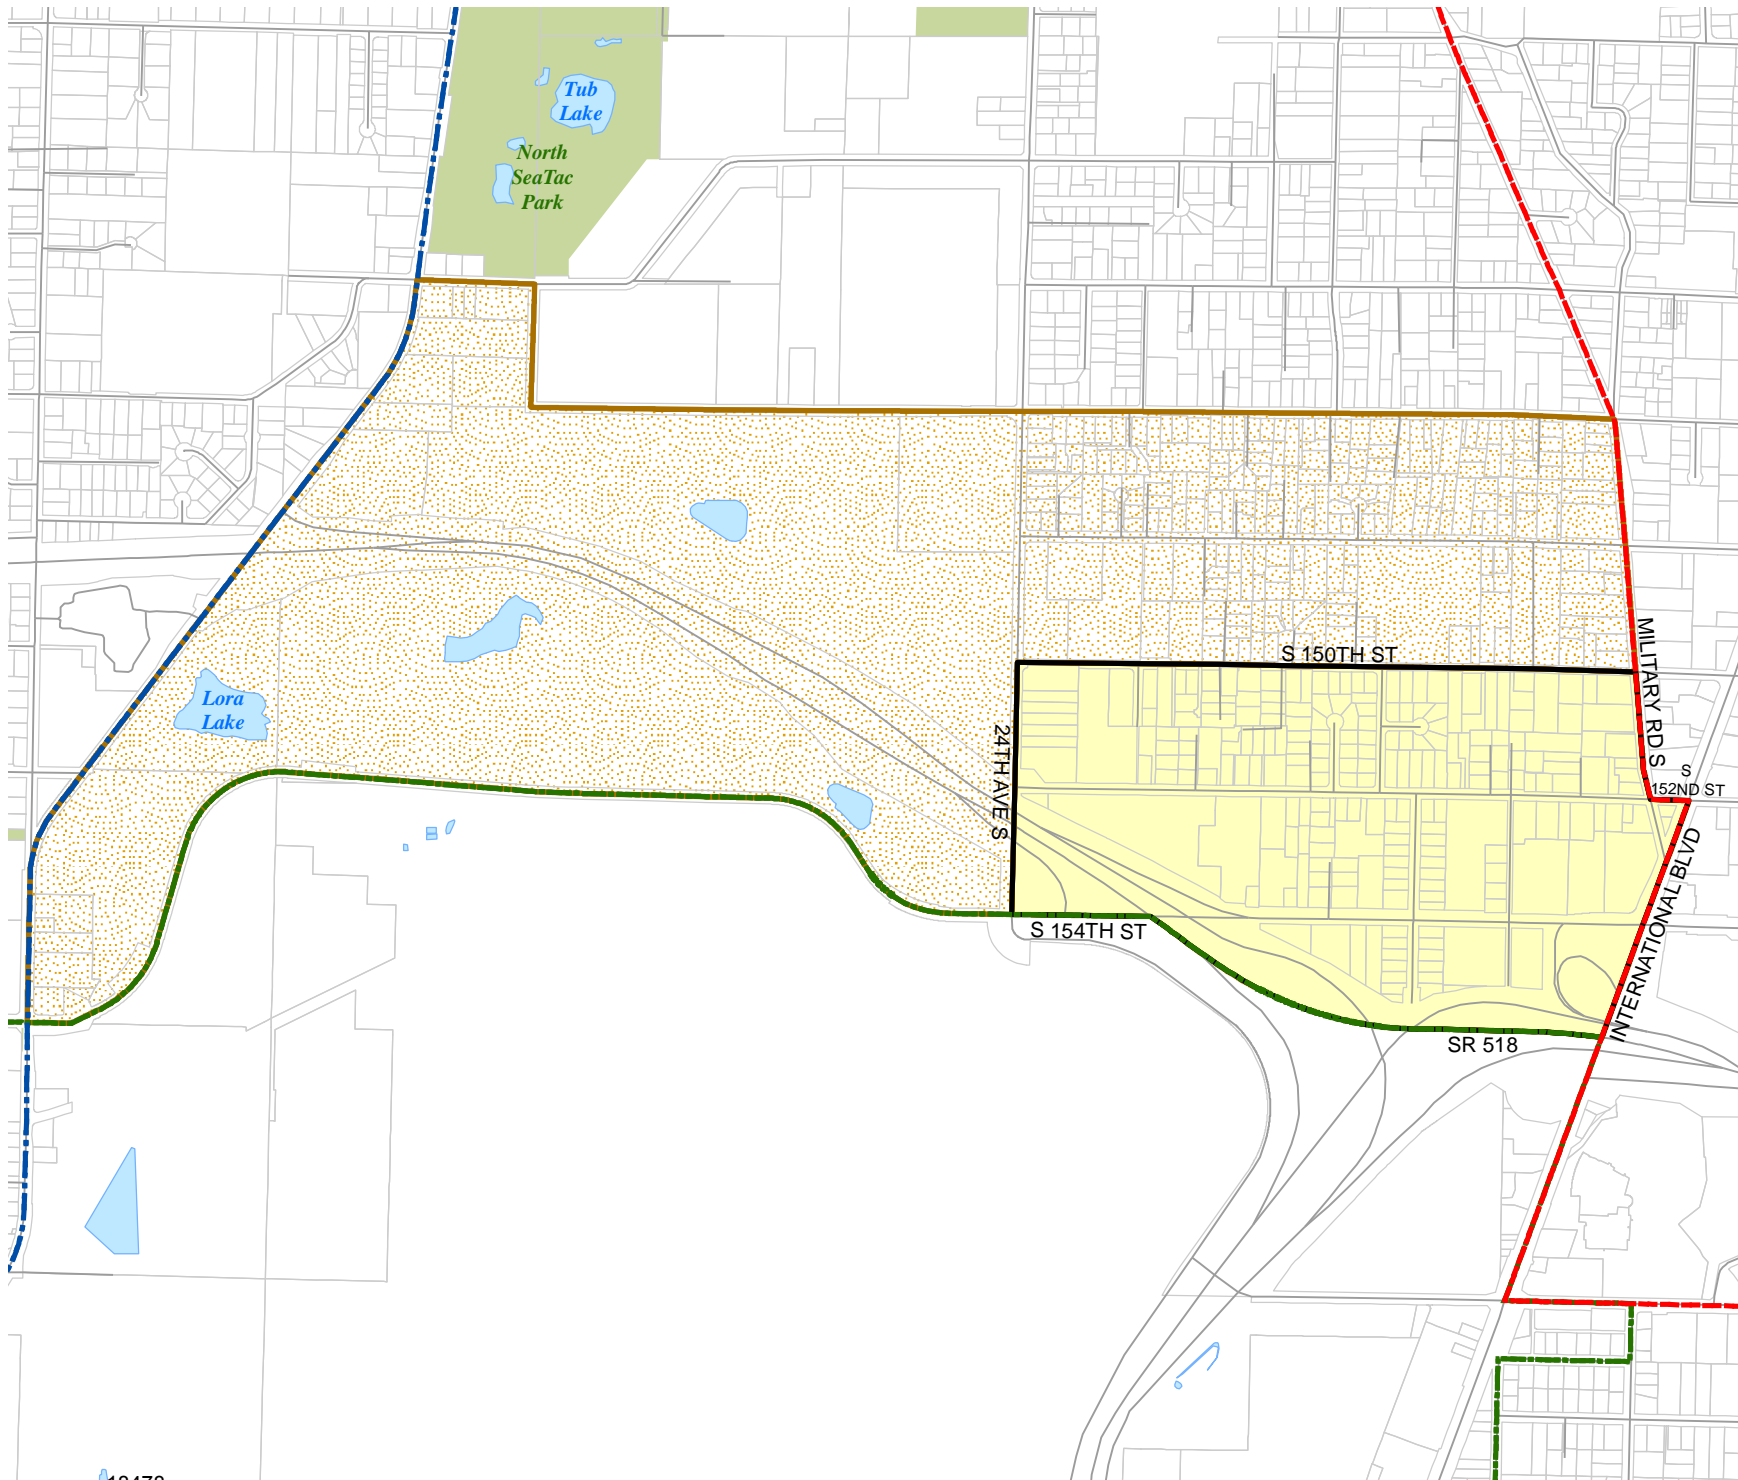 Tub
Lake
North
SeaTac
Park
S 150TH ST
MILITARY RD S
Lora
Lake
24TH AVE S
S
152ND ST
INTERNATIONAL BLVD
S 154TH ST
SR 518